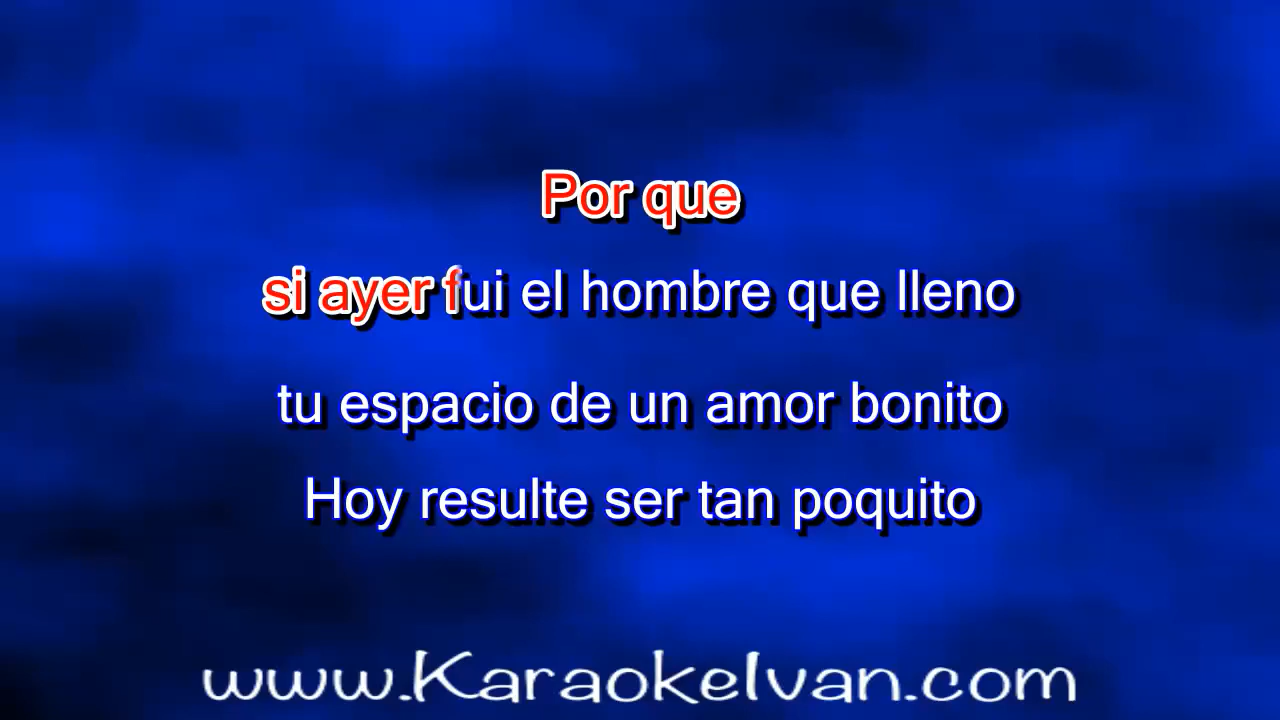 Por que
si ayer fui el hombre que lleno
tu espacio de un amor bonito
Hoy resulte ser tan poquito
www.KaraokeIvan.com